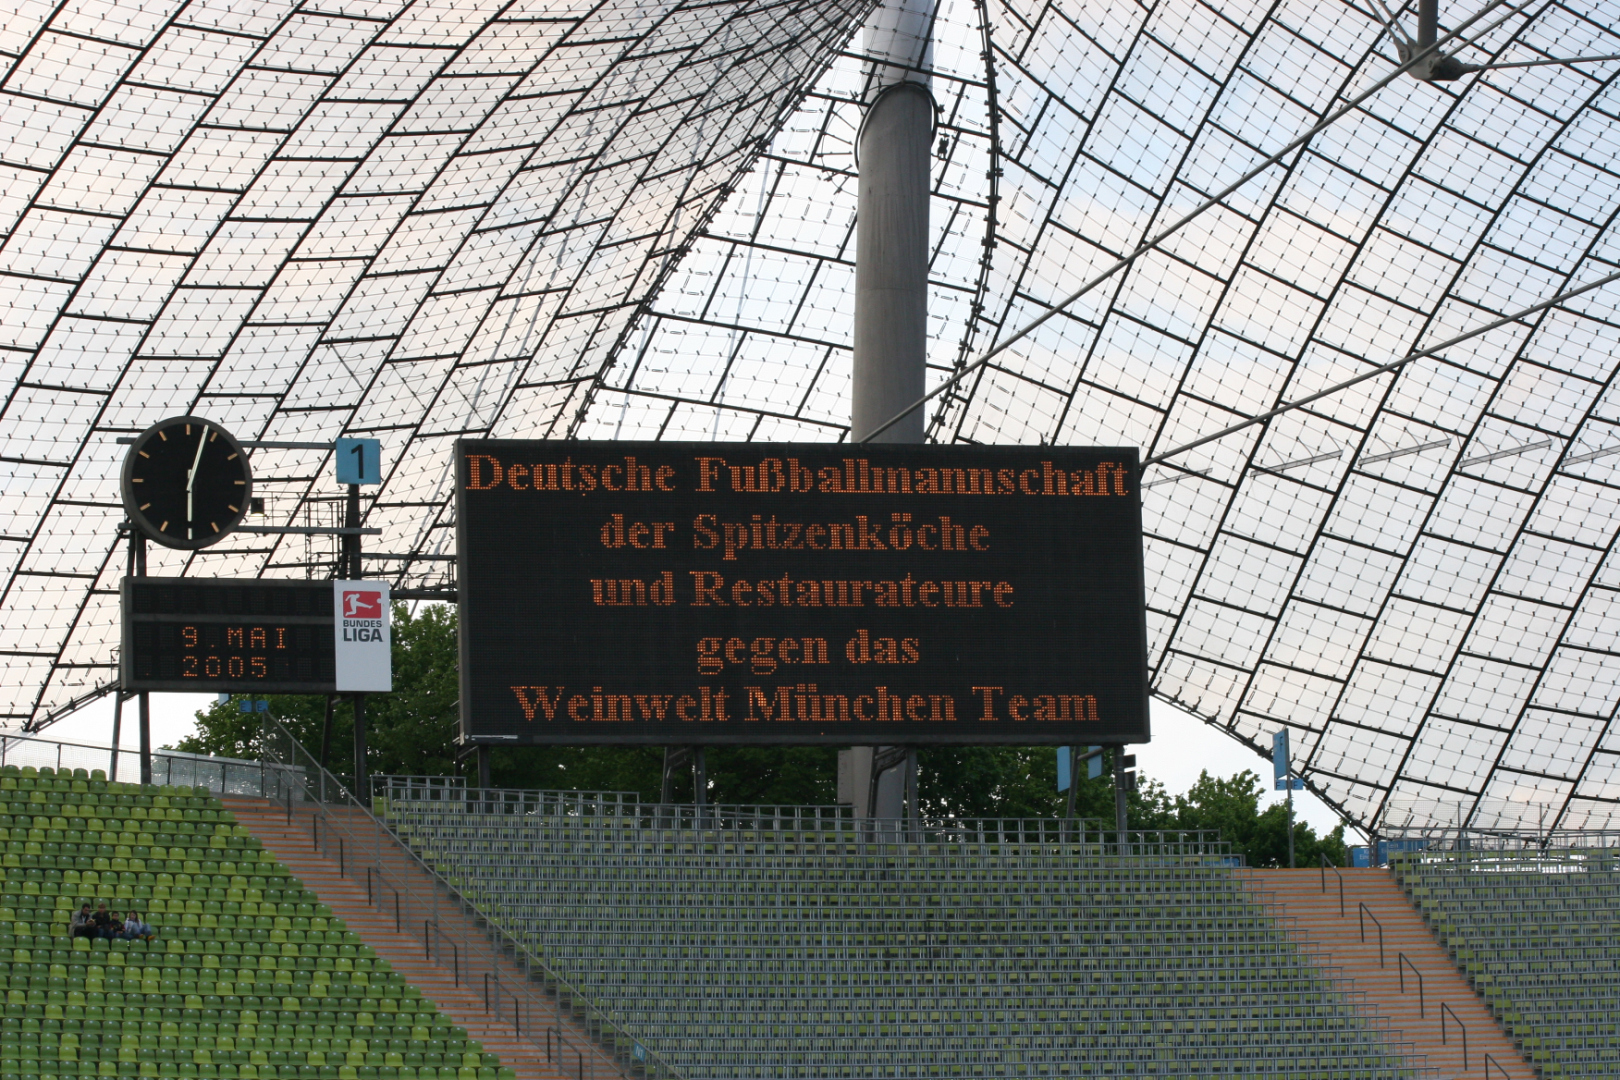 1
Deutsche Fußballmannschaft
der Spitzenköche
und Restaurateure
gegen das
Weinwelt München Team
9.MAI
2005
BUNDES
LIGA